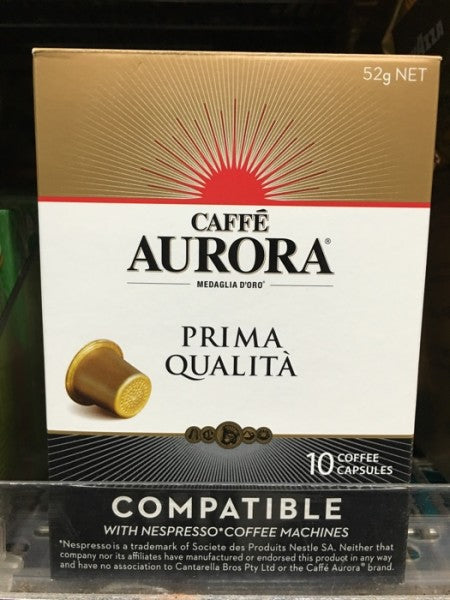 52g NET
CAFFÉ
AURORA®
MEDAGLIA D'ORO®
PRIMA
QUALITÀ
10 COFFEE
CAPSULES
COMPATIBLE
WITH NESPRESSO* COFFEE MACHINES
*Nespresso is a trademark of Societe des Produits Nestle SA. Neither that
company nor its affiliates have manufactured or endorsed this product in any way
and have no association to Cantarella Bros Pty Ltd or the Caffé Aurora® brand.